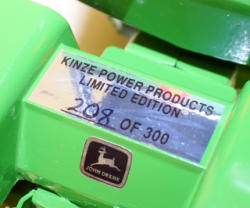 KINZE POWER PRODUCTS
LIMITED EDITION
208 OF 300
JOHN DEERE